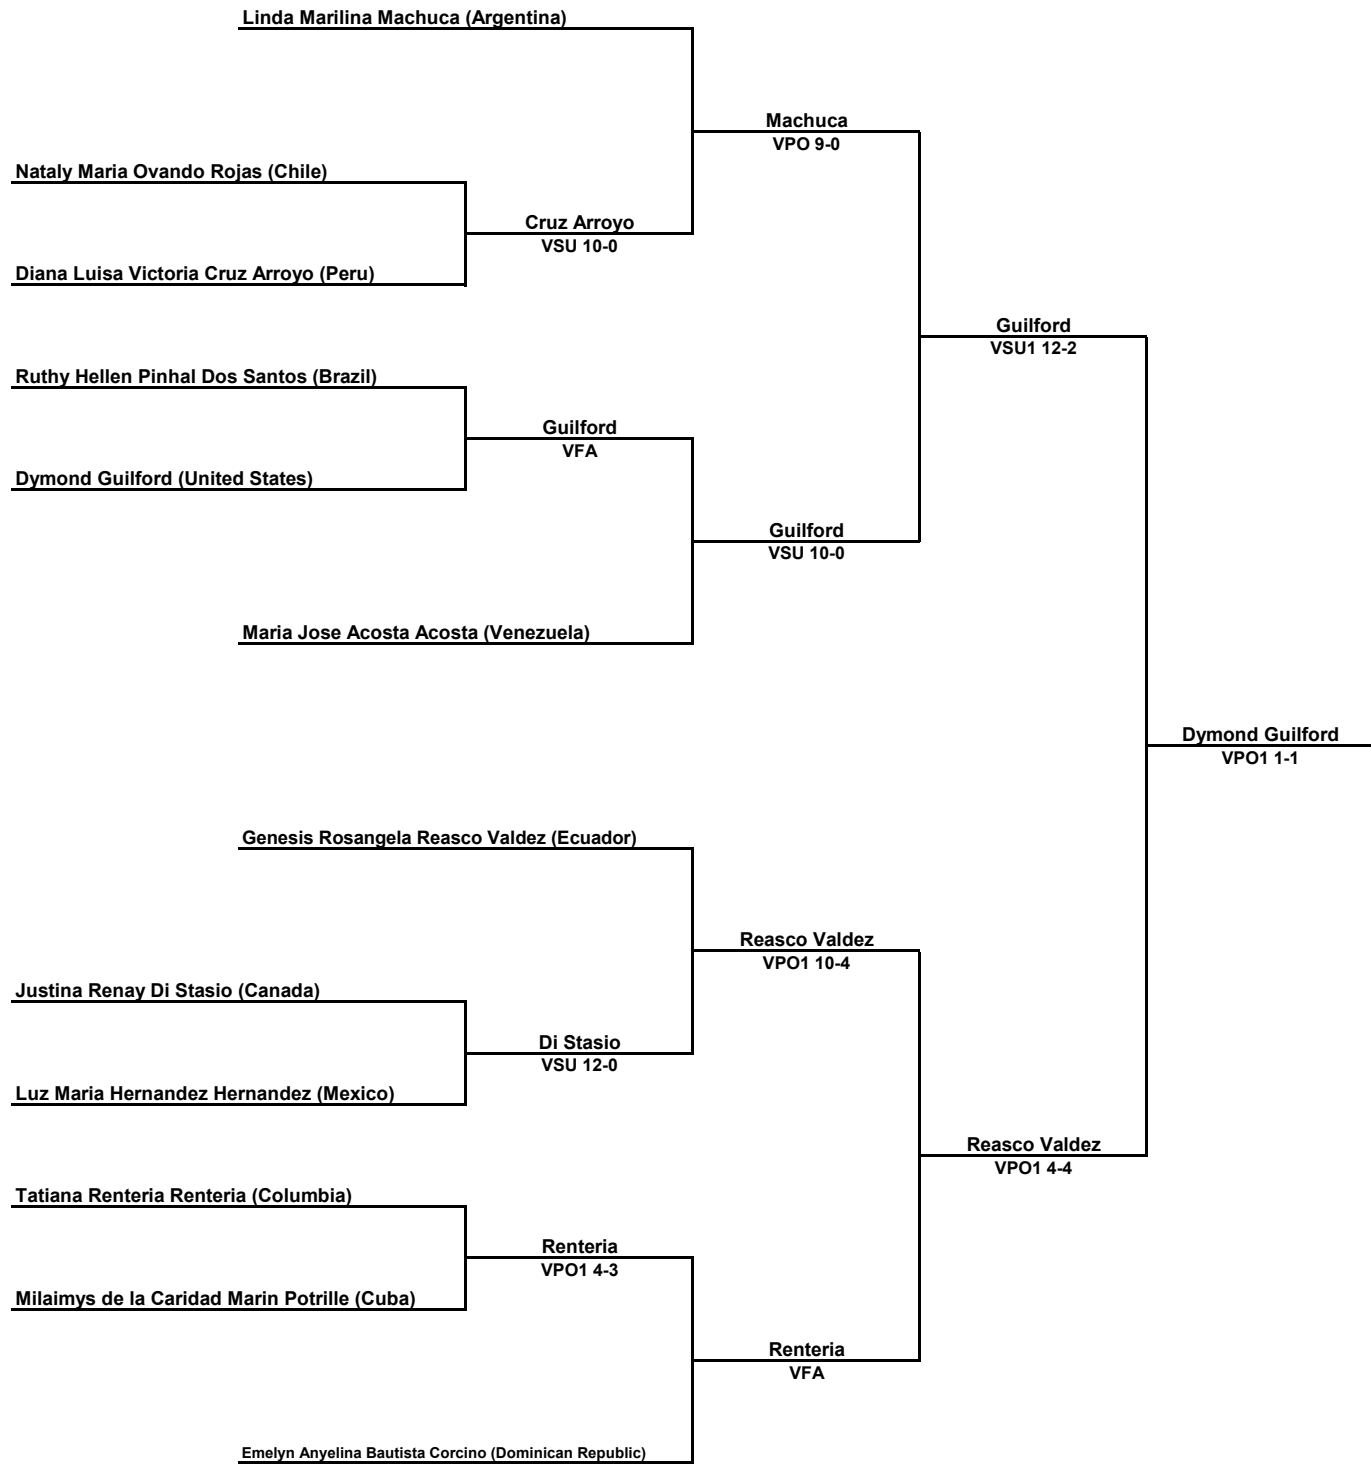 Linda Marilina Machuca (Argentina)
Machuca
VPO 9-0
Nataly Maria Ovando Rojas (Chile)
Cruz Arroyo
VSU 10-0
Diana Luisa Victoria Cruz Arroyo (Peru)
Guilford
VSU1 12-2
Ruthy Hellen Pinhal Dos Santos (Brazil)
Guilford
VFA
Dymond Guilford (United States)
Guilford
VSU 10-0
Maria Jose Acosta Acosta (Venezuela)
Dymond Guilford
VPO1 1-1
Genesis Rosangela Reasco Valdez (Ecuador)
Reasco Valdez
VPO1 10-4
Justina Renay Di Stasio (Canada)
Di Stasio
VSU 12-0
Luz Maria Hernandez Hernandez (Mexico)
Reasco Valdez
VPO1 4-4
Tatiana Renteria Renteria (Columbia)
Renteria
VPO1 4-3
Milaimys de la Caridad Marin Potrille (Cuba)
Renteria
VFA
Emelyn Anyelina Bautista Corcino (Dominican Republic)